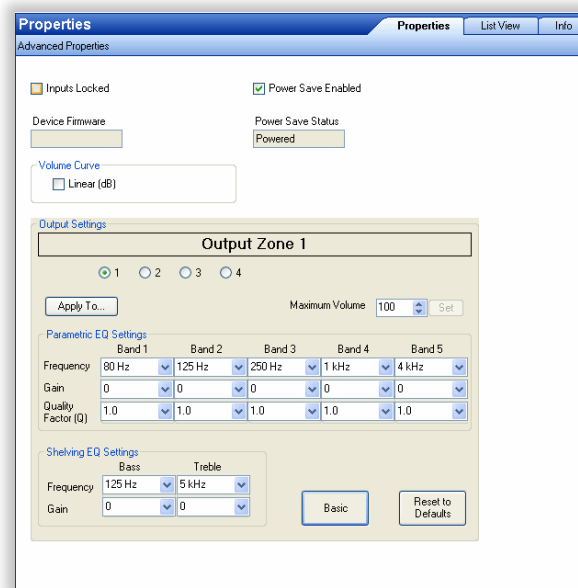 Properties
Properties List View Info
Advanced Properties
Inputs Locked
Power Save Enabled
Device Firmware
Power Save Status
Powered
Volume Curve
Linear (dB)
Output Settings
Output Zone 1
1 2 3 4
Apply To...
Maximum Volume 100 Set
Parametric EQ Settings
Band 1 Band 2 Band 3 Band 4 Band 5
Frequency 80 Hz 125 Hz 250 Hz 1 kHz 4 kHz
Gain 0 0 0 0 0
Quality
Factor (Q) 1.0 1.0 1.0 1.0 1.0
Shelving EQ Settings
Bass Treble
Frequency 125 Hz 5 kHz
Gain 0 0
Basic
Reset to
Defaults